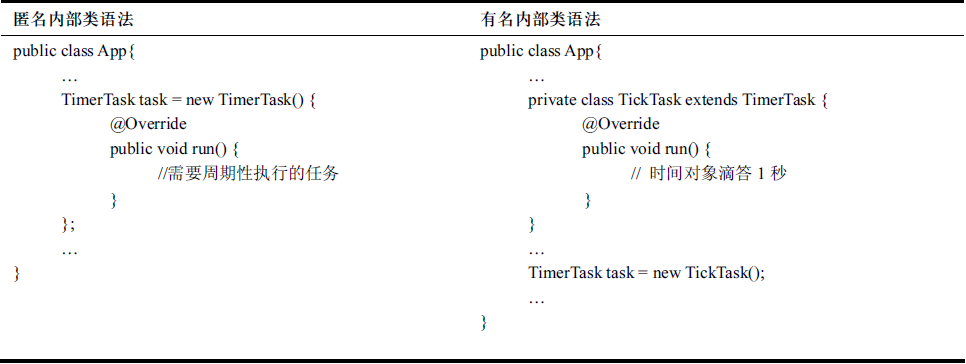 匿名内部类语法
public class App{
…
TimerTask task = new TimerTask() {
@Override
public void run() {
//需要周期性执行的任务
}
};
…
}
有名内部类语法
public class App{
…
private class TickTask extends TimerTask {
@Override
public void run() {
// 时间对象滴答 1 秒
}
}
…
TimerTask task = new TickTask();
…
}